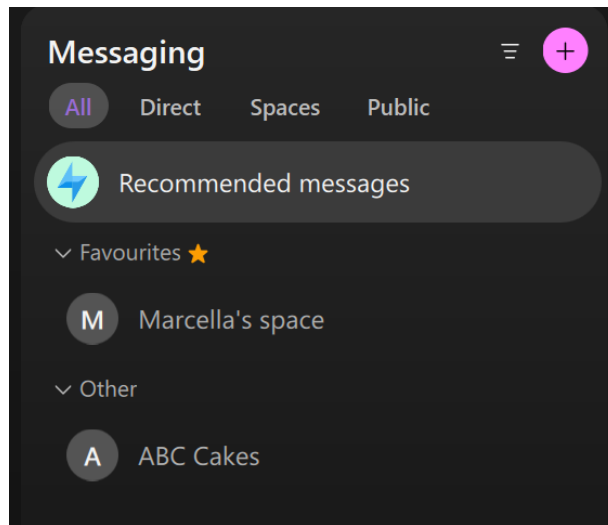 Messaging
All Direct Spaces Public
Recommended messages
Favourites
M Marcella's space
Other
A ABC Cakes